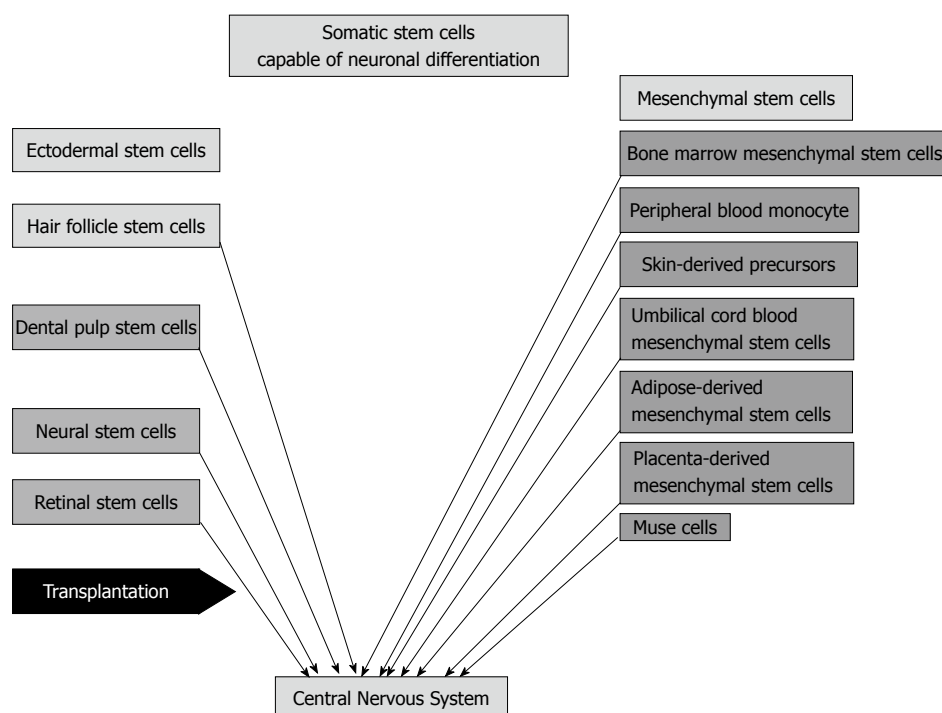 Somatic stem cells
capable of neuronal differentiation
Ectodermal stem cells
Hair follicle stem cells
Dental pulp stem cells
Neural stem cells
Retinal stem cells
Transplantation
Mesenchymal stem cells
Bone marrow mesenchymal stem cells
Peripheral blood monocyte
Skin-derived precursors
Umbilical cord blood
mesenchymal stem cells
Adipose-derived
mesenchymal stem cells
Placenta-derived
mesenchymal stem cells
Muse cells
Central Nervous System